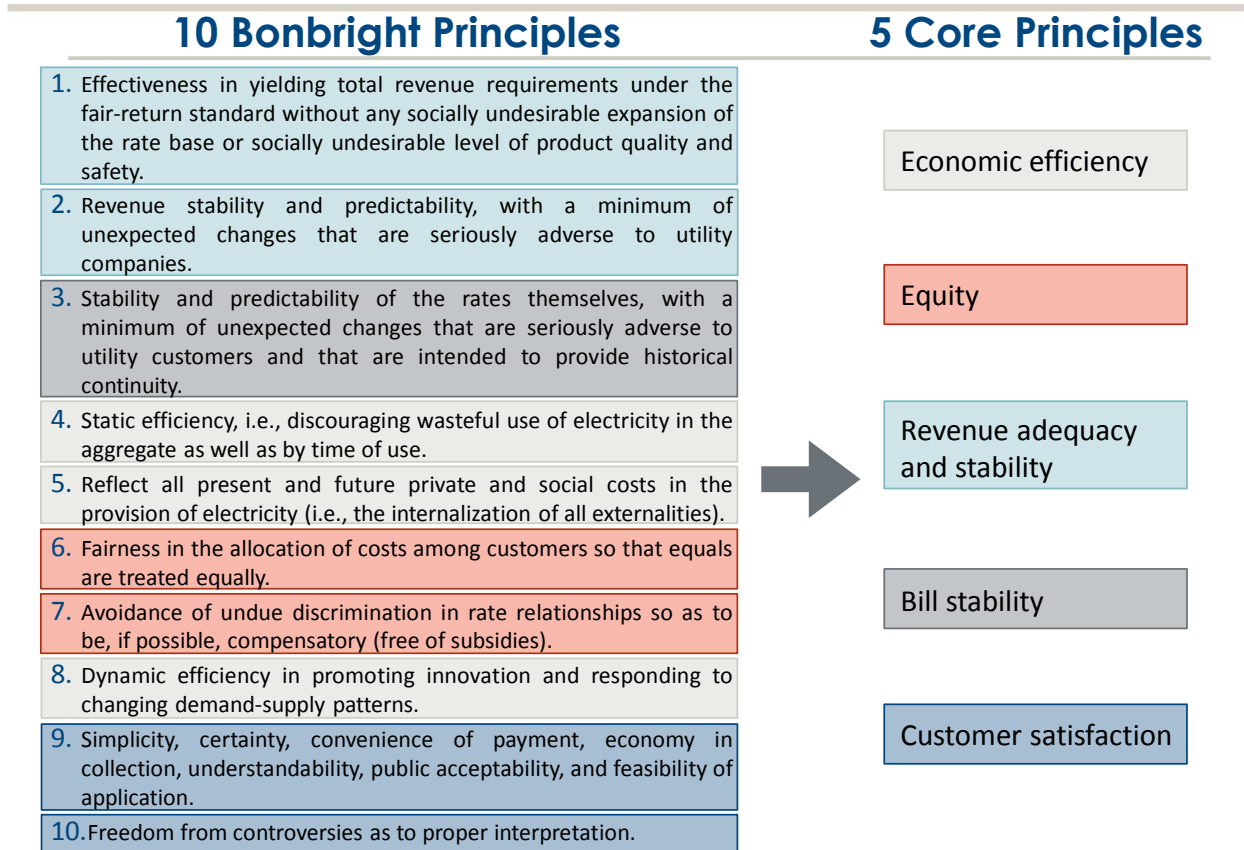 10 Bonbright Principles
1. Effectiveness in yielding total revenue requirements under the
fair-return standard without any socially undesirable expansion of
the rate base or socially undesirable level of product quality and
safety.
2. Revenue stability and predictability, with a minimum of
unexpected changes that are seriously adverse to utility
companies.
3. Stability and predictability of the rates themselves, with a
minimum of unexpected changes that are seriously adverse to
utility customers and that are intended to provide historical
continuity.
4. Static efficiency, i.e., discouraging wasteful use of electricity in the
aggregate as well as by time of use.
5. Reflect all present and future private and social costs in the
provision of electricity (i.e., the internalization of all externalities).
6. Fairness in the allocation of costs among customers so that equals
are treated equally.
7. Avoidance of undue discrimination in rate relationships so as to
be, if possible, compensatory (free of subsidies).
8. Dynamic efficiency in promoting innovation and responding to
changing demand-supply patterns.
9. Simplicity, certainty, convenience of payment, economy in
collection, understandability, public acceptability, and feasibility of
application.
10. Freedom from controversies as to proper interpretation.
5 Core Principles
Economic efficiency
Equity
Revenue adequacy
and stability
Bill stability
Customer satisfaction